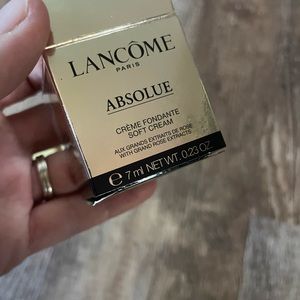 LANCÔME
PARIS
ABSOLUE
CRÈME FONDANTE
SOFT CREAM
AUX GRANDS EXTRAITS DE ROSE
WITH GRAND ROSE EXTRACTS
e 7 ml NET WT. 0.23 OZ.